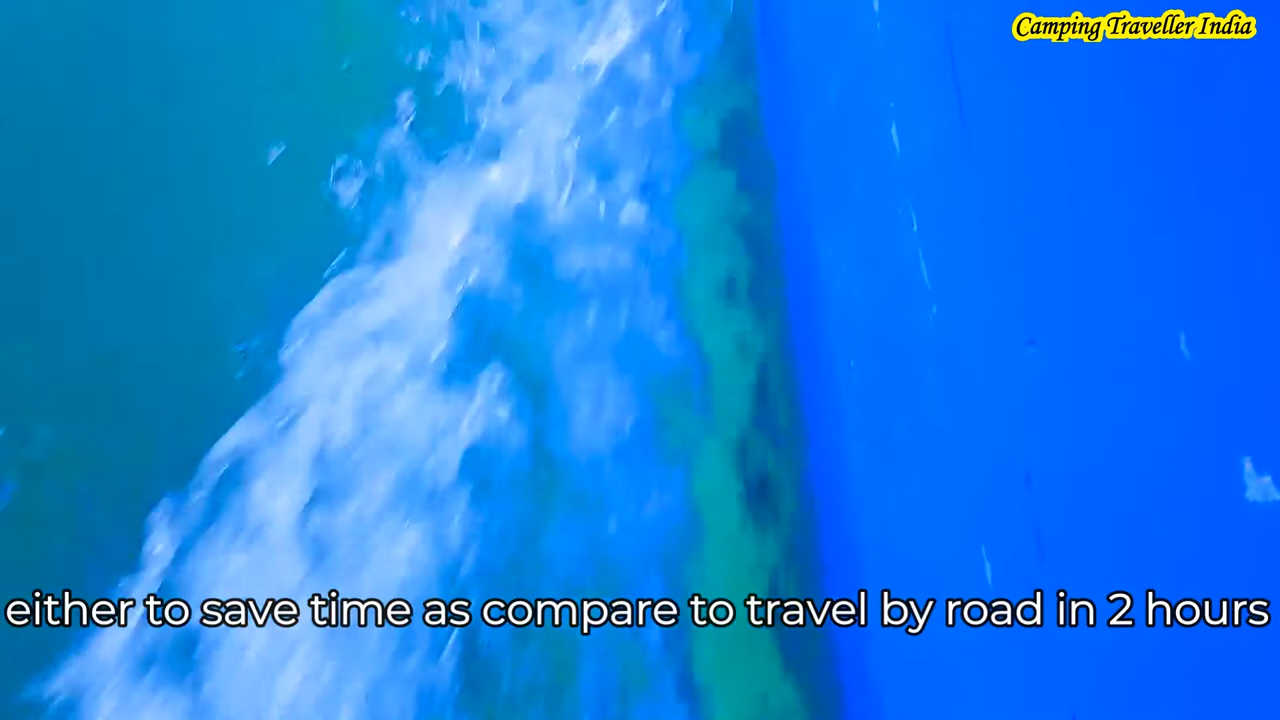 Camping Traveller India
either to save time as compare to travel by road in 2 hours